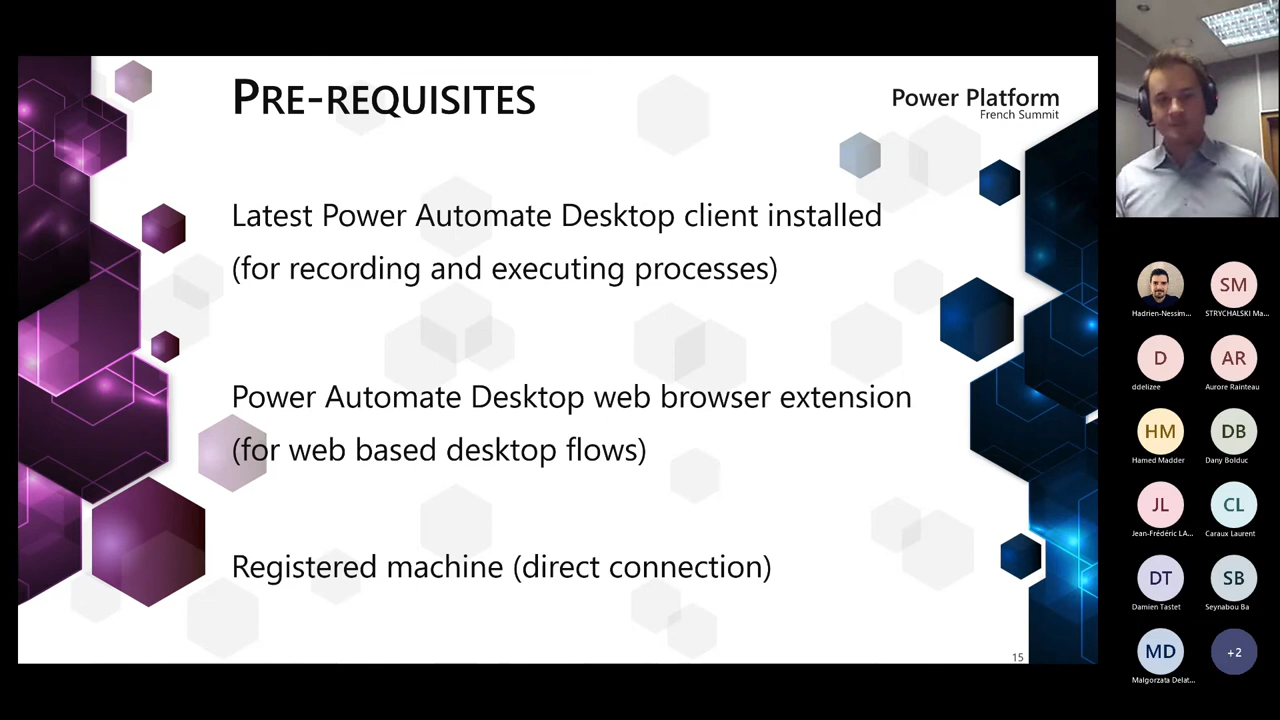 PRE-REQUISITES
Power Platform
French Summit
Latest Power Automate Desktop client installed
(for recording and executing processes)
Power Automate Desktop web browser extension
(for web based desktop flows)
Registered machine (direct connection)
15
Hadrien-Nessim...
SM
STRYCHALSKI Ma...
D
ddelizee
AR
Aurore Rainteau
HM
Hamed Madder
DB
Dany Bolduc
JL
Jean-Frédéric LA...
CL
Caraux Laurent
DT
Damien Tastet
SB
Seynabou Ba
MD
Malgorzata Delat...
+2